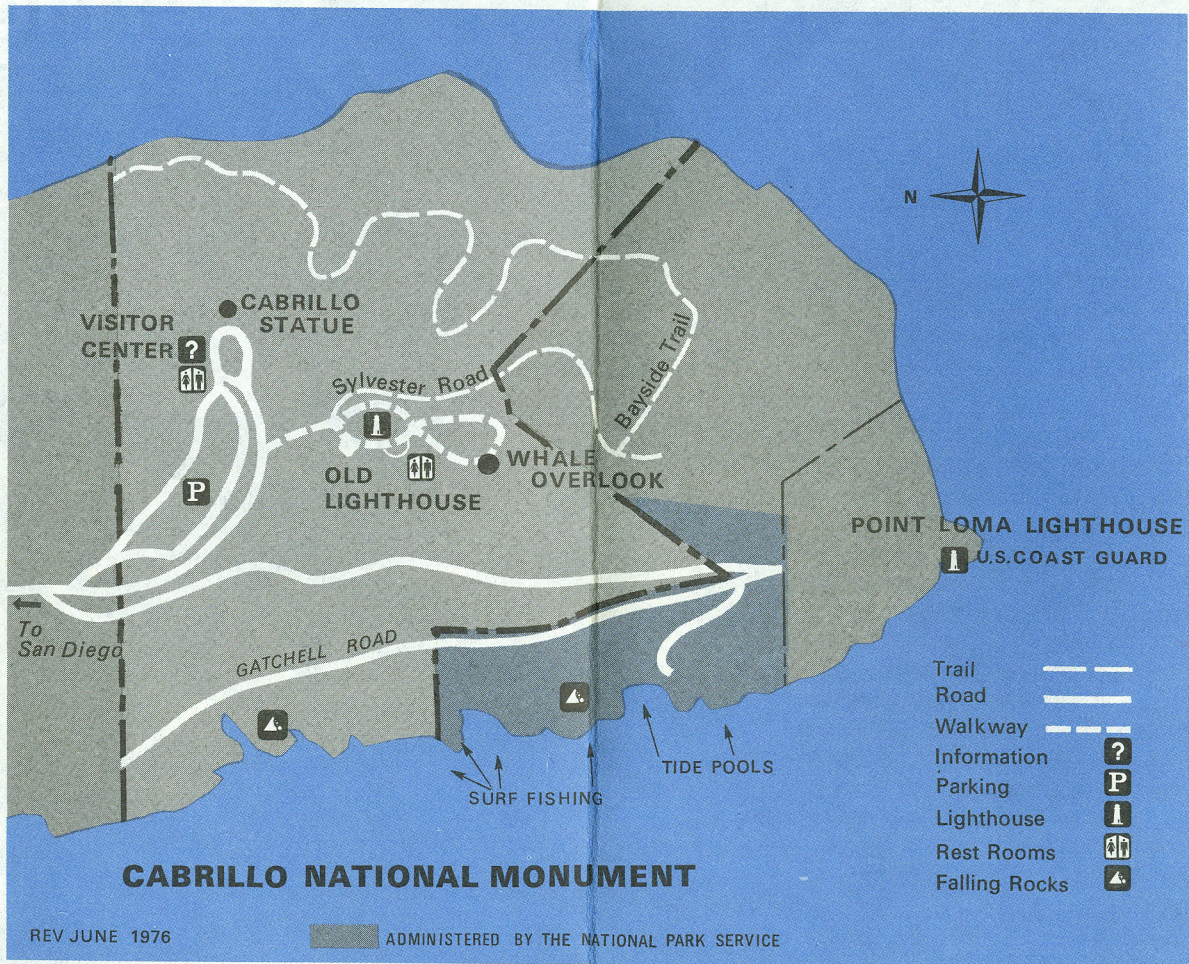 N
CABRILLO
STATUE
VISITOR
CENTER
?
Sylvester Road
Bayside Trail
WHALE
OVERLOOK
OLD
LIGHTHOUSE
P
POINT LOMA LIGHTHOUSE
U.S. COAST GUARD
To
San Diego
GATCHELL ROAD
TIDE POOLS
SURF FISHING
Trail
Road
Walkway
Information ?
Parking P
Lighthouse
Rest Rooms
Falling Rocks
CABRILLO NATIONAL MONUMENT
REV JUNE 1976
ADMINISTERED BY THE NATIONAL PARK SERVICE